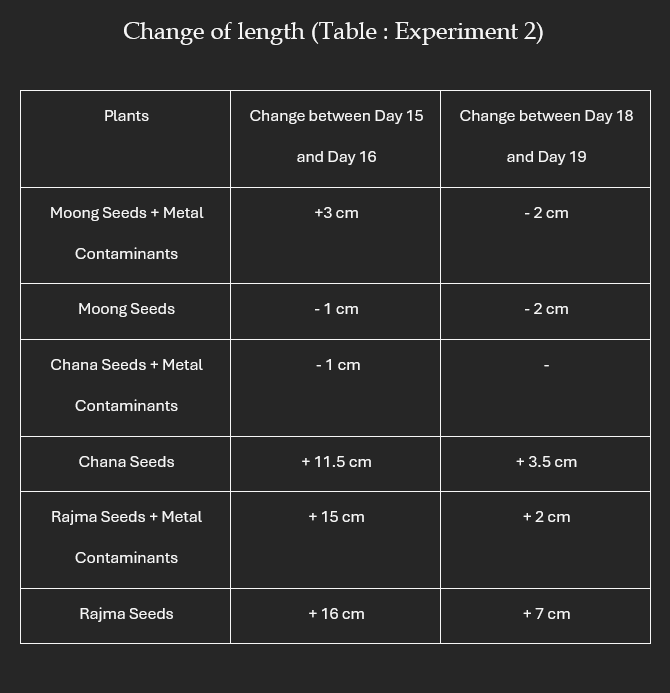 Change of length (Table : Experiment 2)
Plants
Change between Day 15
and Day 16
Change between Day 18
and Day 19
Moong Seeds + Metal
Contaminants
+3 cm
- 2 cm
Moong Seeds
- 1 cm
- 2 cm
Chana Seeds + Metal
Contaminants
- 1 cm
-
Chana Seeds
+ 11.5 cm
+ 3.5 cm
Rajma Seeds + Metal
Contaminants
+ 15 cm
+ 2 cm
Rajma Seeds
+ 16 cm
+ 7 cm